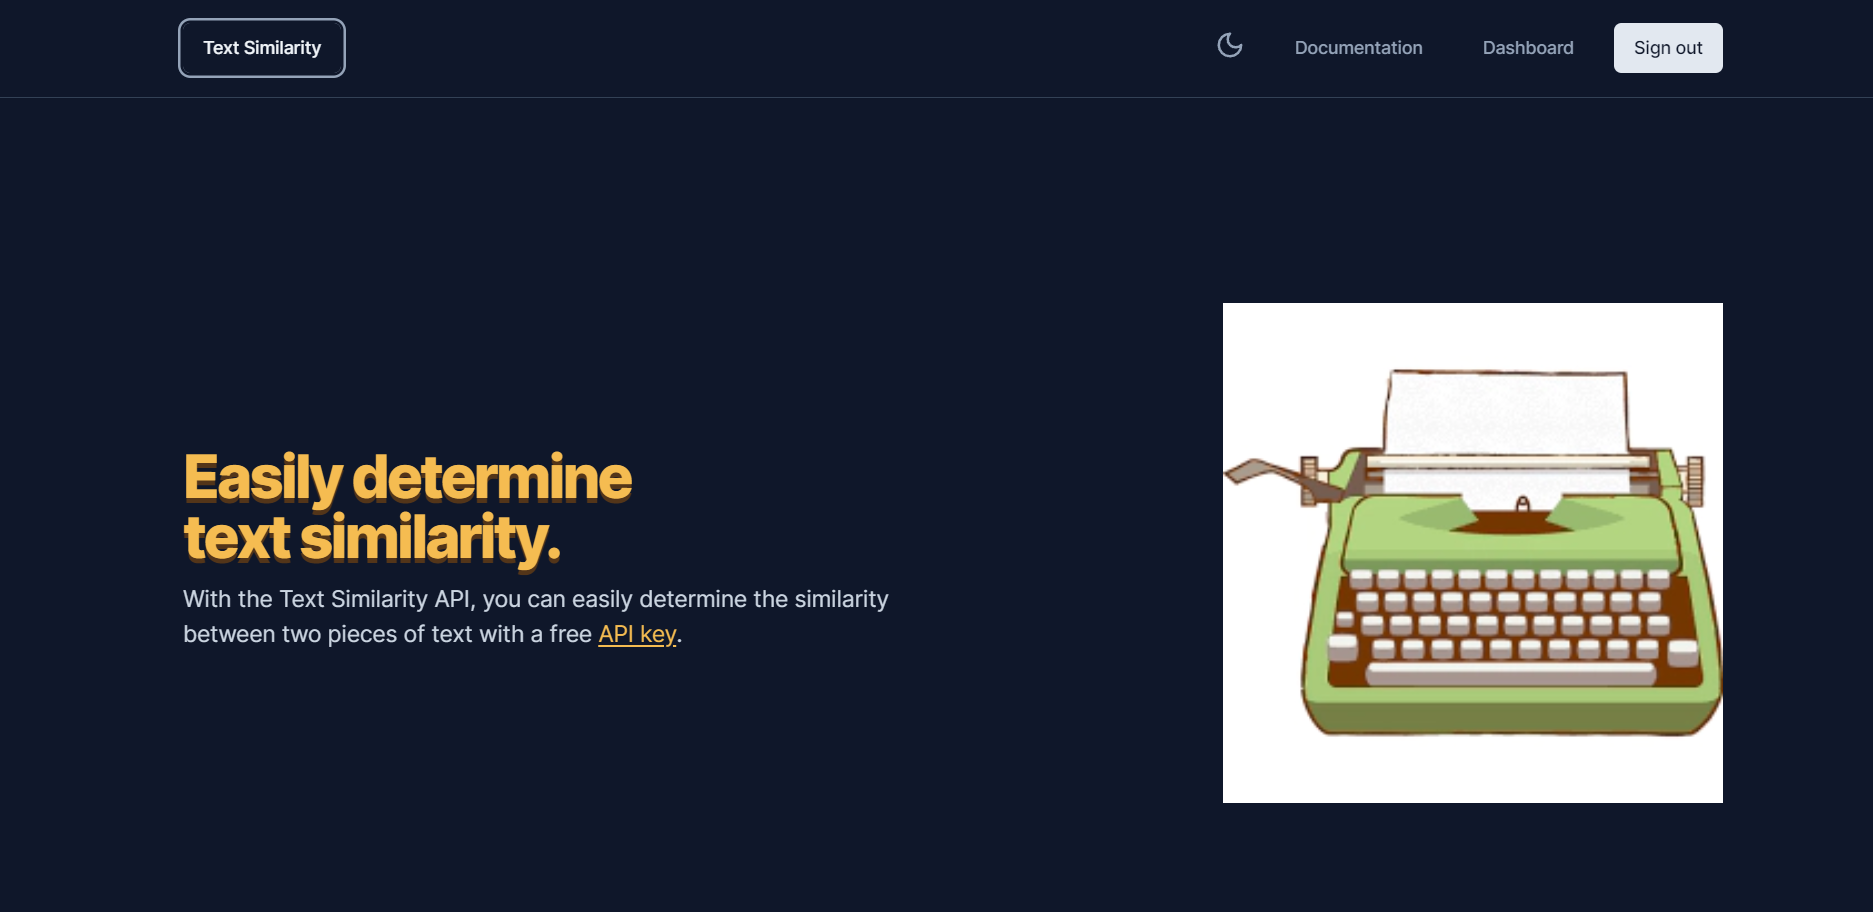 Text Similarity
Documentation
Dashboard
Sign out
Easily determine
text similarity.
With the Text Similarity API, you can easily determine the similarity
between two pieces of text with a free API key.